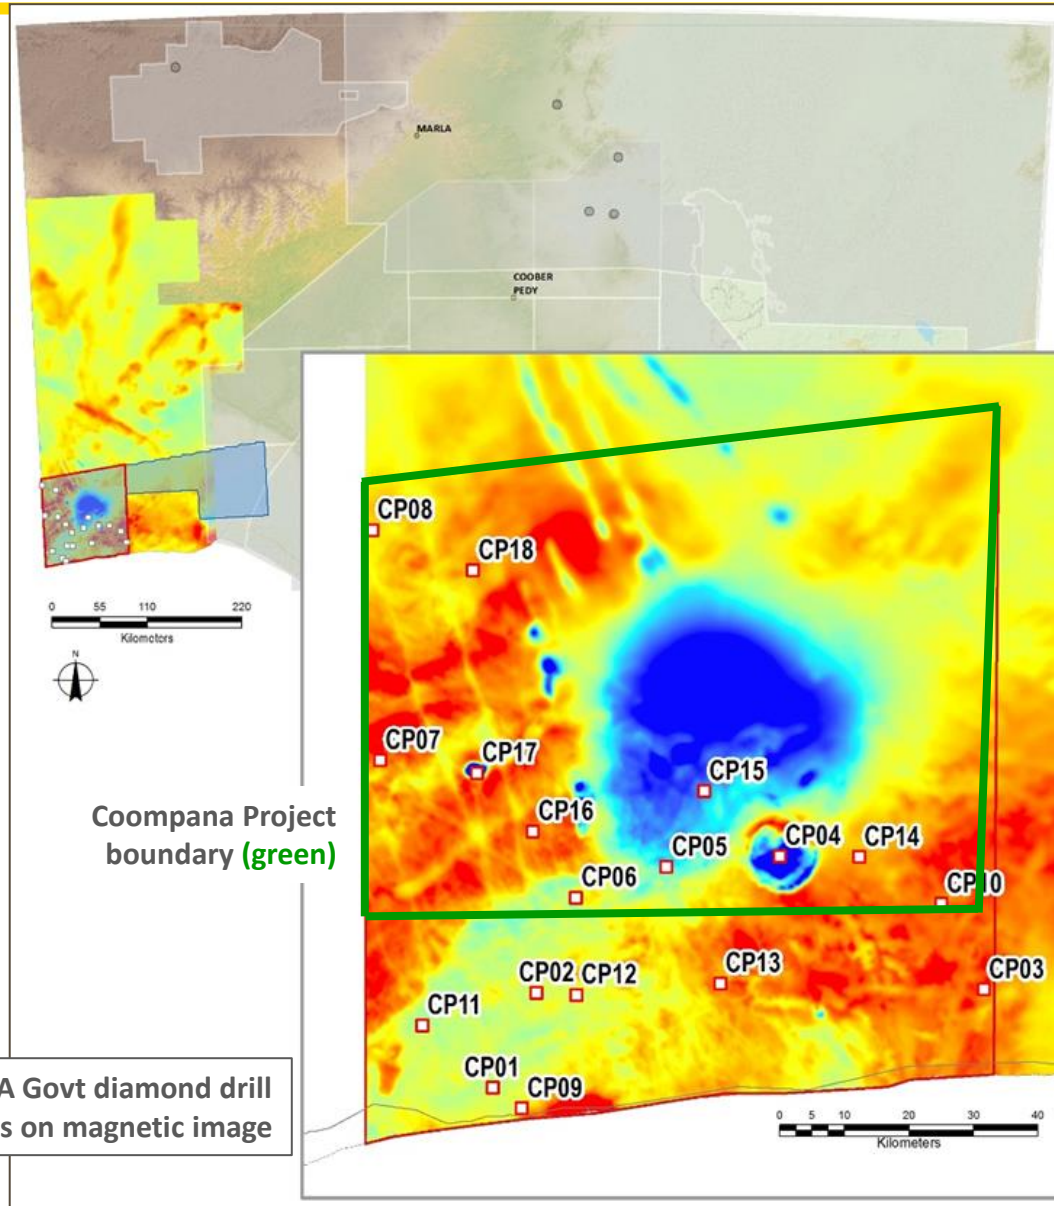 MARLA
COOBER
PEDY
0 55 110 220
Kilometers
N
CP08
CP18
CP07
CP17
CP15
CP16
CP04
CP14
CP05
CP06
CP10
Coompana Project
boundary (green)
CP13
CP03
CP02
CP12
CP11
CP01
CP09
A Govt diamond drill
s on magnetic image
0 5 10 20 30 40
Kilometers